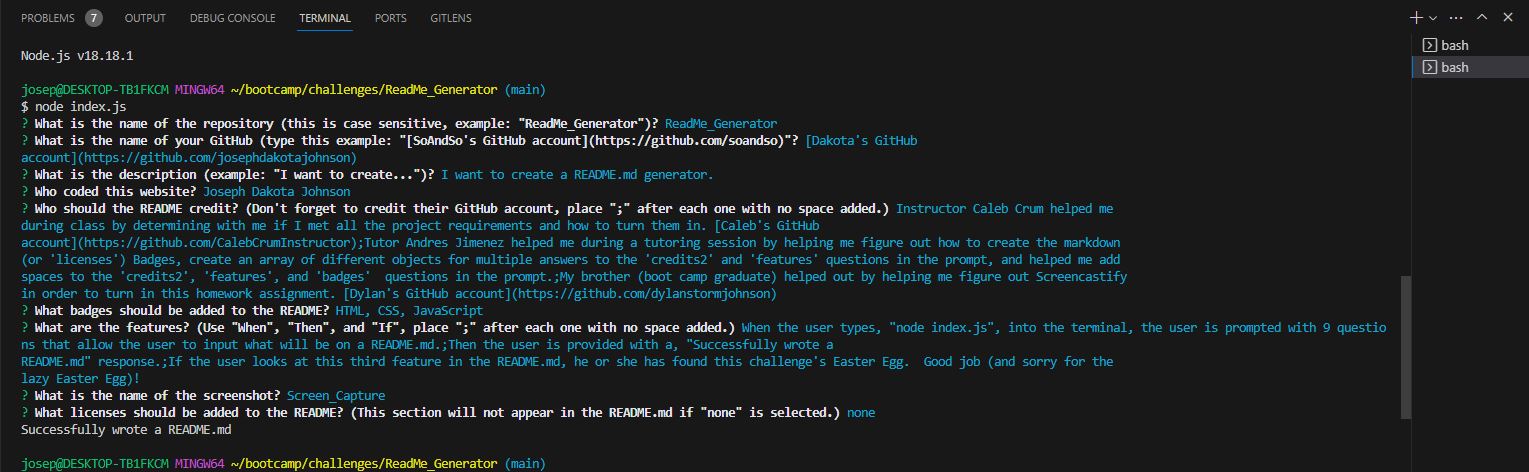 PROBLEMS 7 OUTPUT DEBUG CONSOLE TERMINAL PORTS GITLENS
bash
bash
Node.js v18.18.1
josep@DESKTOP-TB1FKCM MINGW64 ~/bootcamp/challenges/ReadMe_Generator (main)
$ node index.js
? What is the name of the repository (this is case sensitive, example: "ReadMe_Generator")? ReadMe_Generator
? What is the name of your GitHub (type this example: "[SoAndSo's GitHub account](https://github.com/soandso)"? [Dakota's GitHub
account](https://github.com/josephdakotajohnson)
? What is the description (example: "I want to create...")? I want to create a README.md generator.
? Who coded this website? Joseph Dakota Johnson
? Who should the README credit? (Don't forget to credit their GitHub account, place ";" after each one with no space added.) Instructor Caleb Crum helped me
during class by determining with me if I met all the project requirements and how to turn them in. [Caleb's GitHub
account](https://github.com/CalebCrumInstructor);Tutor Andres Jimenez helped me during a tutoring session by helping me figure out how to create the markdown
(or 'licenses') Badges, create an array of different objects for multiple answers to the 'credits2' and 'features' questions in the prompt, and helped me add
spaces to the 'credits2', 'features', and 'badges'  questions in the prompt.;My brother (boot camp graduate) helped out by helping me figure out Screencastify
in order to turn in this homework assignment. [Dylan's GitHub account](https://github.com/dylanstormjohnson)
? What badges should be added to the README? HTML, CSS, JavaScript
? What are the features? (Use "When", "Then", and "If", place ";" after each one with no space added.) When the user types, "node index.js", into the terminal, the user is prompted with 9 questio
ns that allow the user to input what will be on a README.md.;Then the user is provided with a, "Successfully wrote a
README.md" response.;If the user looks at this third feature in the README.md, he or she has found this challenge's Easter Egg.  Good job (and sorry for the
lazy Easter Egg)!
? What is the name of the screenshot? Screen_Capture
? What licenses should be added to the README? (This section will not appear in the README.md if "none" is selected.) none
Successfully wrote a README.md
josep@DESKTOP-TB1FKCM MINGW64 ~/bootcamp/challenges/ReadMe_Generator (main)